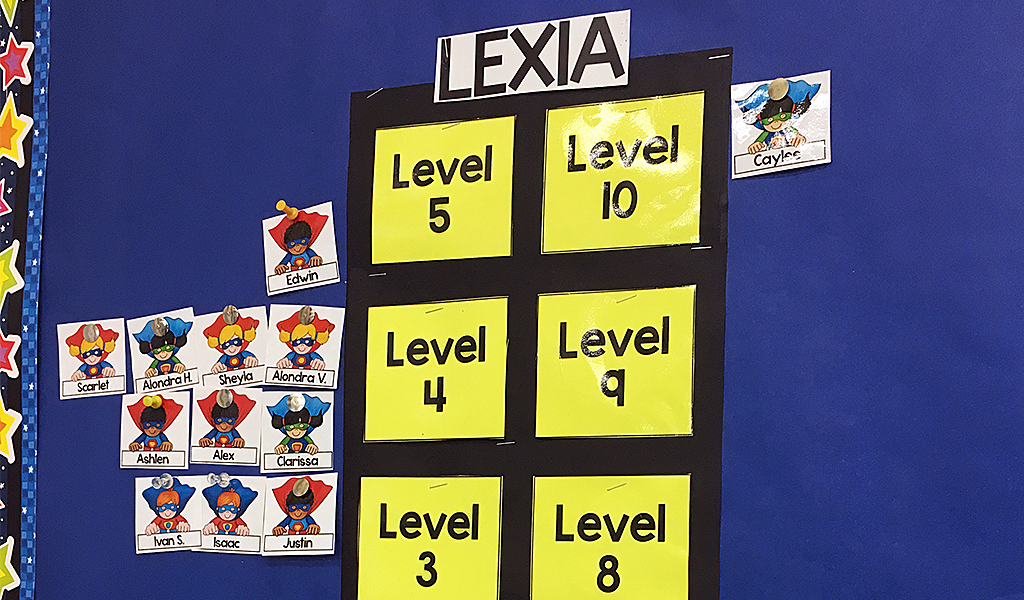 LEXIA
Level
5
Level
10
Caylee
Edwin
Level
4
Level
9
Scarlet
Alondra H.
Sheyla
Alondra V.
Ashlen
Alex
Clarissa
Level
3
Level
8
Ivan S.
Isaac
Justin